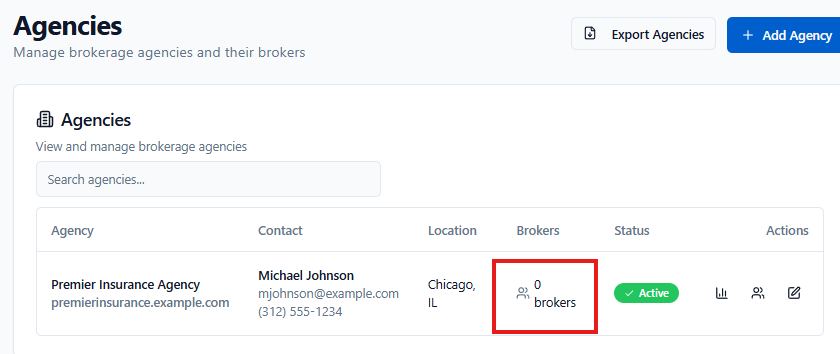 Agencies
Manage brokerage agencies and their brokers
Export Agencies
+ Add Agency
Agencies
View and manage brokerage agencies
Search agencies...
Agency Contact Location Brokers Status Actions
Premier Insurance Agency
premierinsurance.example.com
Michael Johnson
mjohnson@example.com
(312) 555-1234
Chicago,
IL
0
brokers
Active